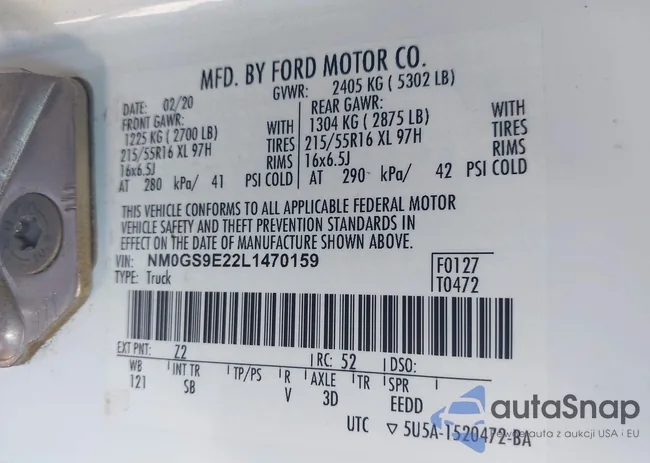 MFD. BY FORD MOTOR CO.
DATE: 02/20 GVWR: 2405 KG ( 5302 LB)
FRONT GAWR: REAR GAWR:
1225 KG ( 2700 LB) WITH 1304 KG ( 2875 LB) WITH
215/55R16 XL 97H TIRES 215/55R16 XL 97H TIRES
16x6.5J RIMS 16x6.5J RIMS
AT 280 kPa/ 41 PSI COLD AT 290 kPa/ 42 PSI COLD
THIS VEHICLE CONFORMS TO ALL APPLICABLE FEDERAL MOTOR
VEHICLE SAFETY AND THEFT PREVENTION STANDARDS IN
EFFECT ON THE DATE OF MANUFACTURE SHOWN ABOVE.
VIN: NM0GS9E22L1470159 F0127
TYPE: Truck T0472
EXT PNT: Z2 RC: 52 DSO:
WB INT TR TP/PS R AXLE TR SPR
121 SB V 3D EEDD
UTC ▽ 5U5A-1520472-BA
autaSnap
Pewne auta z aukcji USA i EU